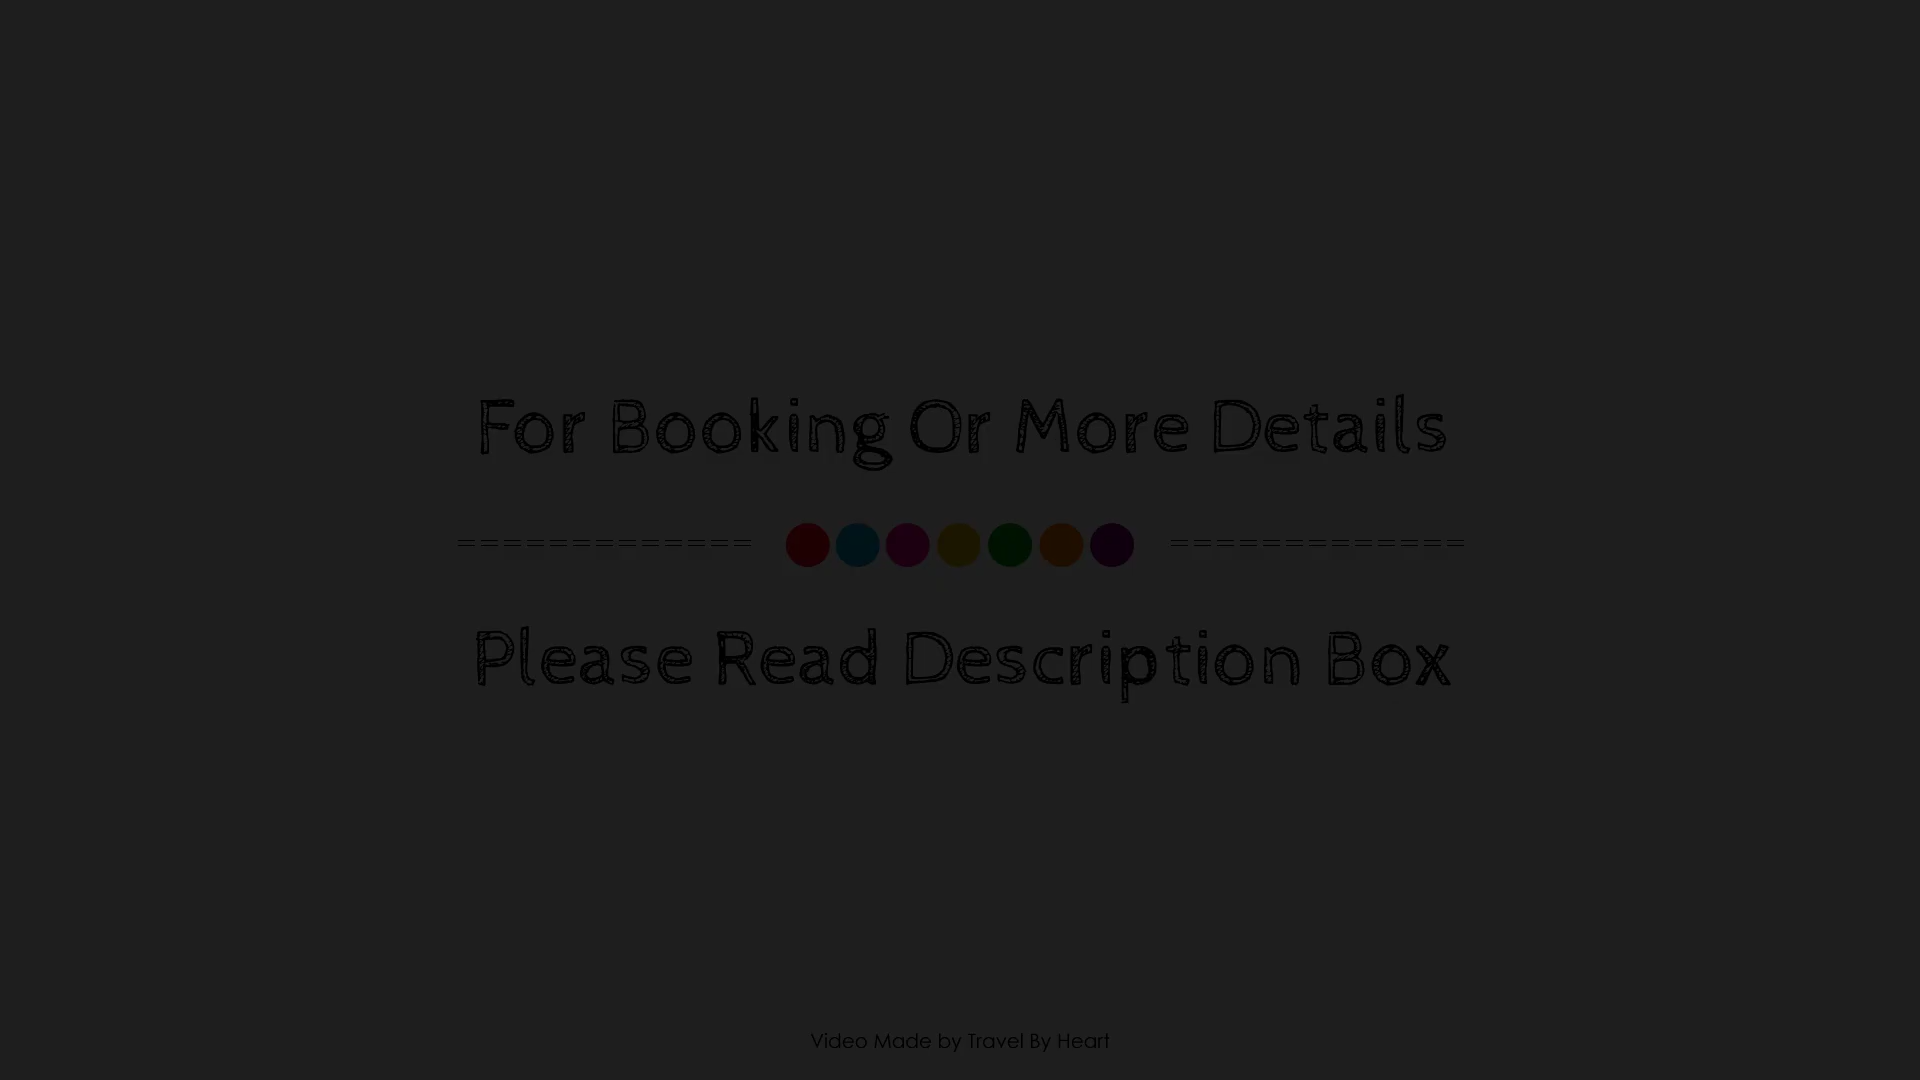 For Booking Or More Details
============= =============
Please Read Description Box
Video Made by Travel By Heart